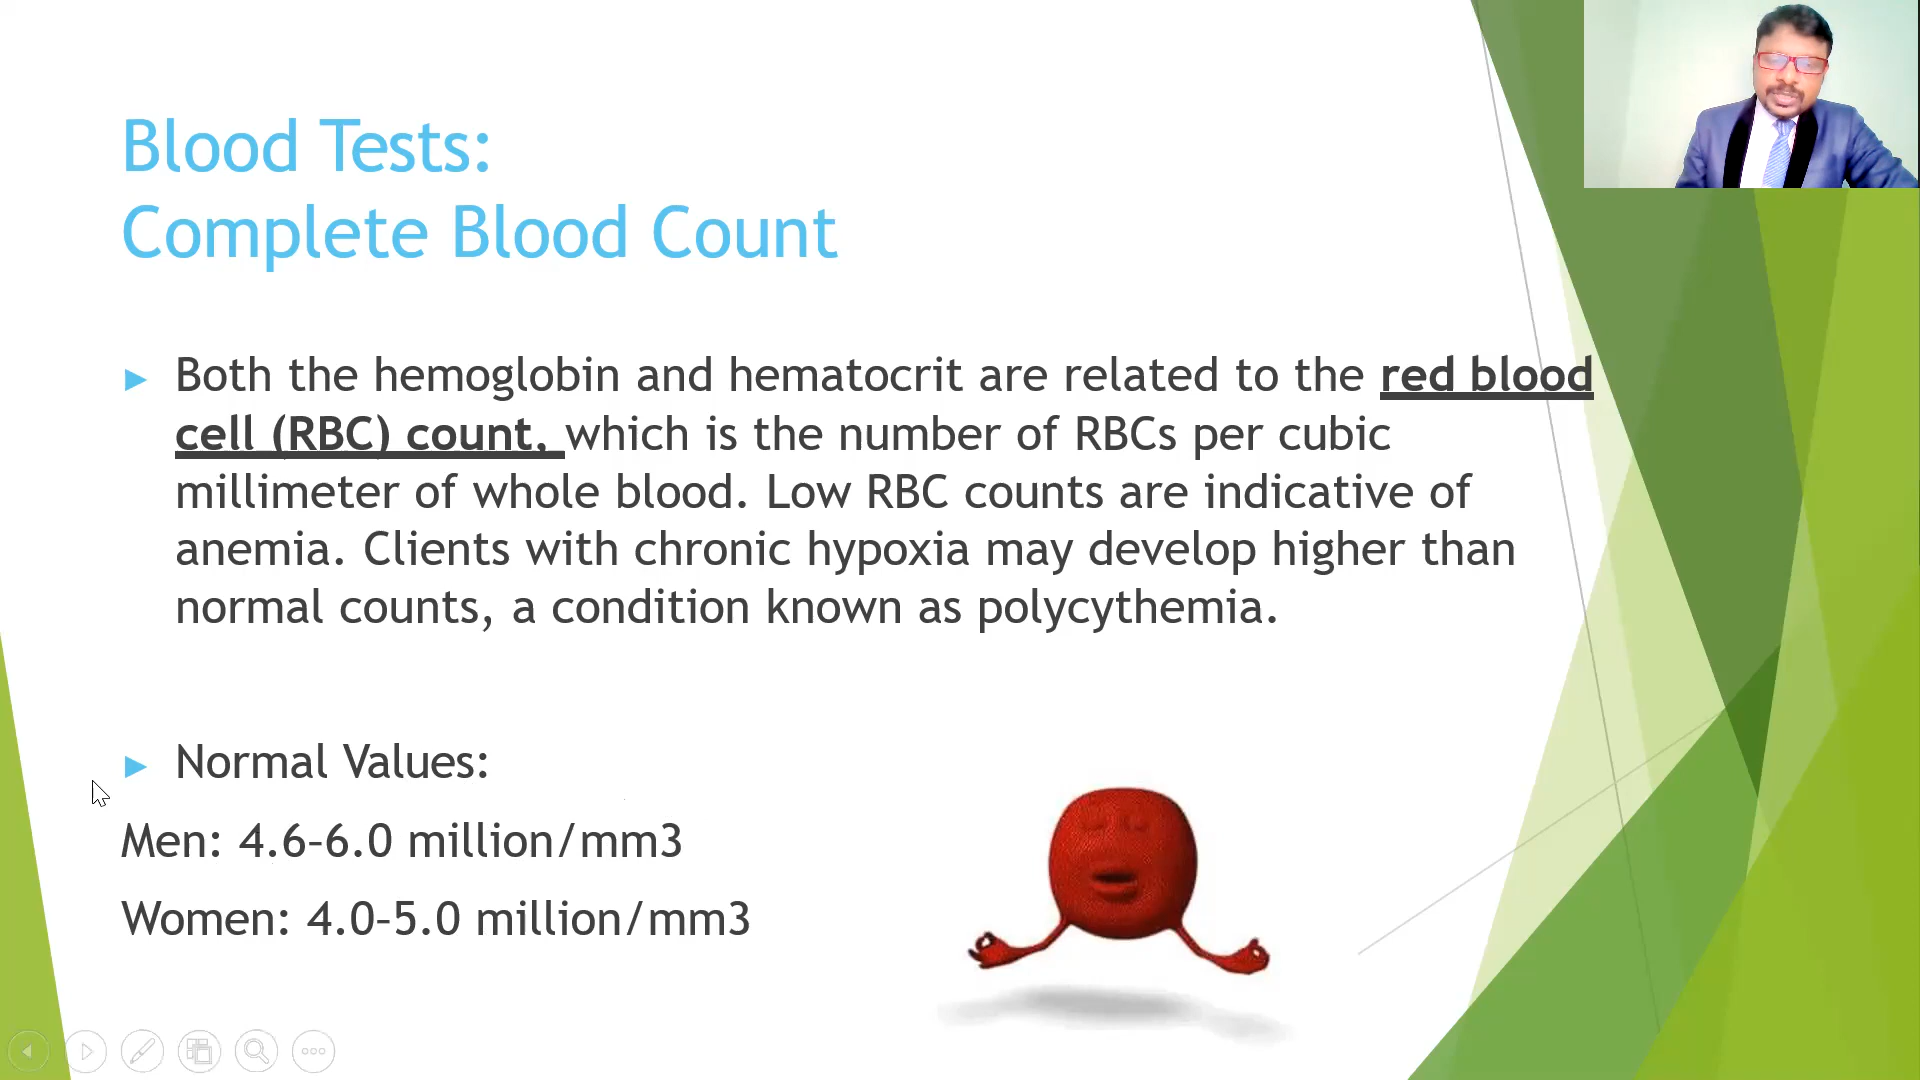 Blood Tests:
Complete Blood Count
Both the hemoglobin and hematocrit are related to the red blood
cell (RBC) count, which is the number of RBCs per cubic
millimeter of whole blood. Low RBC counts are indicative of
anemia. Clients with chronic hypoxia may develop higher than
normal counts, a condition known as polycythemia.
Normal Values:
Men: 4.6–6.0 million/mm3
Women: 4.0–5.0 million/mm3